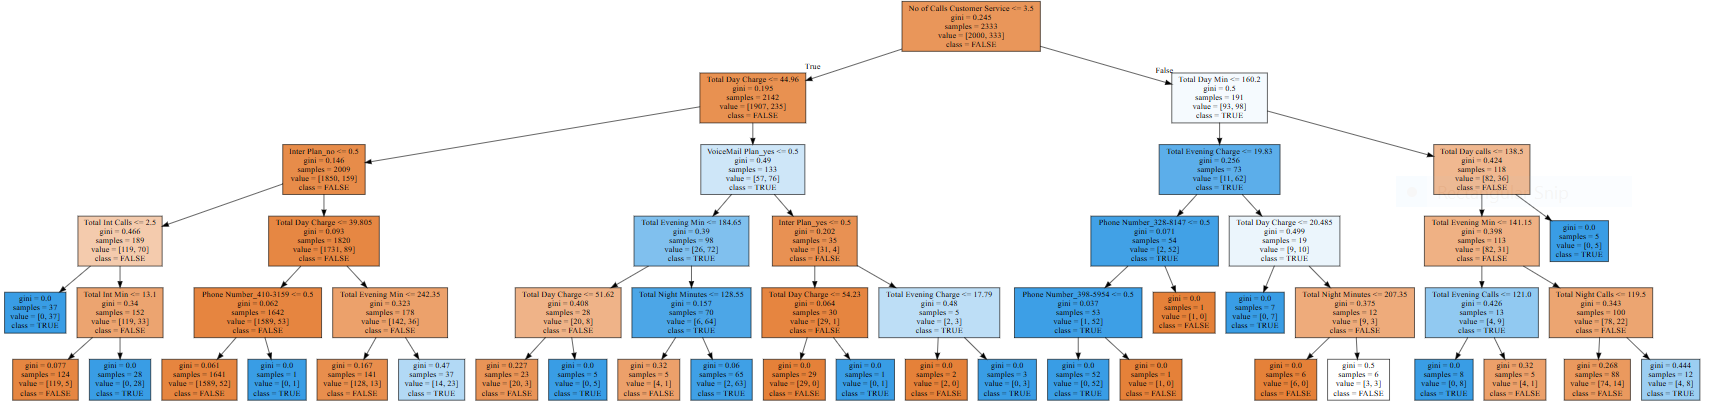 No of Calls Customer Service <= 3.5
gini = 0.245
samples = 2333
value = [2000, 333]
class = FALSE
True
False
Total Day Charge <= 44.96
gini = 0.195
samples = 2142
value = [1907, 235]
class = FALSE
Total Day Min <= 160.2
gini = 0.5
samples = 191
value = [93, 98]
class = TRUE
Inter Plan_no <= 0.5
gini = 0.146
samples = 2009
value = [1850, 159]
class = FALSE
VoiceMail Plan_yes <= 0.5
gini = 0.49
samples = 133
value = [57, 76]
class = TRUE
Total Evening Charge <= 19.83
gini = 0.256
samples = 73
value = [11, 62]
class = TRUE
Total Day calls <= 138.5
gini = 0.424
samples = 118
value = [82, 36]
class = FALSE
Total Int Calls <= 2.5
gini = 0.466
samples = 189
value = [119, 70]
class = FALSE
Total Day Charge <= 39.805
gini = 0.093
samples = 1820
value = [1731, 89]
class = FALSE
Total Evening Min <= 184.65
gini = 0.39
samples = 98
value = [26, 72]
class = TRUE
Inter Plan_yes <= 0.5
gini = 0.202
samples = 35
value = [31, 4]
class = FALSE
Phone Number_328-8147 <= 0.5
gini = 0.071
samples = 54
value = [2, 52]
class = TRUE
Total Day Charge <= 20.485
gini = 0.499
samples = 19
value = [9, 10]
class = TRUE
Total Evening Min <= 141.15
gini = 0.398
samples = 113
value = [82, 31]
class = FALSE
gini = 0.0
samples = 5
value = [0, 5]
class = TRUE
gini = 0.0
samples = 37
value = [0, 37]
class = TRUE
Total Int Min <= 13.1
gini = 0.34
samples = 152
value = [119, 33]
class = FALSE
Phone Number_410-3159 <= 0.5
gini = 0.062
samples = 1642
value = [1589, 53]
class = FALSE
Total Evening Min <= 242.35
gini = 0.323
samples = 178
value = [142, 36]
class = FALSE
Total Day Charge <= 51.62
gini = 0.408
samples = 28
value = [20, 8]
class = FALSE
Total Night Minutes <= 128.55
gini = 0.157
samples = 70
value = [6, 64]
class = TRUE
Total Day Charge <= 54.23
gini = 0.064
samples = 30
value = [29, 1]
class = FALSE
Total Evening Charge <= 17.79
gini = 0.48
samples = 5
value = [2, 3]
class = TRUE
Phone Number_398-5954 <= 0.5
gini = 0.037
samples = 53
value = [1, 52]
class = TRUE
gini = 0.0
samples = 1
value = [1, 0]
class = FALSE
gini = 0.0
samples = 7
value = [0, 7]
class = TRUE
Total Night Minutes <= 207.35
gini = 0.375
samples = 12
value = [9, 3]
class = FALSE
Total Evening Calls <= 121.0
gini = 0.426
samples = 13
value = [4, 9]
class = TRUE
Total Night Calls <= 119.5
gini = 0.343
samples = 100
value = [78, 22]
class = FALSE
gini = 0.077
samples = 124
value = [119, 5]
class = FALSE
gini = 0.0
samples = 28
value = [0, 28]
class = TRUE
gini = 0.061
samples = 1641
value = [1589, 52]
class = FALSE
gini = 0.0
samples = 1
value = [0, 1]
class = TRUE
gini = 0.167
samples = 141
value = [128, 13]
class = FALSE
gini = 0.47
samples = 37
value = [14, 23]
class = TRUE
gini = 0.227
samples = 23
value = [20, 3]
class = FALSE
gini = 0.0
samples = 5
value = [0, 5]
class = TRUE
gini = 0.32
samples = 5
value = [4, 1]
class = FALSE
gini = 0.06
samples = 65
value = [2, 63]
class = TRUE
gini = 0.0
samples = 29
value = [29, 0]
class = FALSE
gini = 0.0
samples = 1
value = [0, 1]
class = TRUE
gini = 0.0
samples = 2
value = [2, 0]
class = FALSE
gini = 0.0
samples = 3
value = [0, 3]
class = TRUE
gini = 0.0
samples = 52
value = [0, 52]
class = TRUE
gini = 0.0
samples = 1
value = [1, 0]
class = FALSE
gini = 0.0
samples = 6
value = [6, 0]
class = FALSE
gini = 0.5
samples = 6
value = [3, 3]
class = FALSE
gini = 0.0
samples = 8
value = [0, 8]
class = TRUE
gini = 0.32
samples = 5
value = [4, 1]
class = FALSE
gini = 0.268
samples = 88
value = [74, 14]
class = FALSE
gini = 0.444
samples = 12
value = [4, 8]
class = TRUE